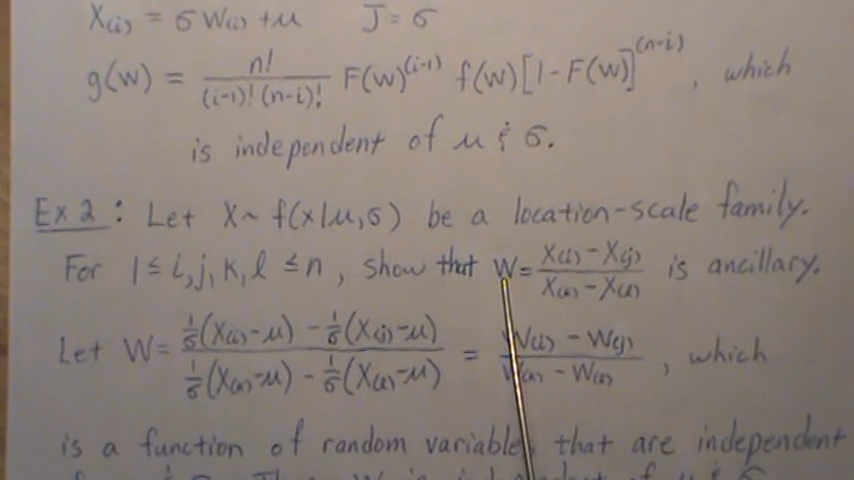 X(i) = σ W(i) + μ J = σ
g(w) = n! / (i-1)! (n-i)! F(w)^(i-1) f(w) [1 - F(w)]^(n-i) , which
is independent of μ & σ.
Ex 2 : Let X ~ f(x|μ,σ) be a location-scale family.
For 1 ≤ i,j,k,l ≤ n , show that W = X(i) - X(j) / X(k) - X(l) is ancillary.
Let W = 1/σ (X(i) - μ) - 1/σ (X(j) - μ) / 1/σ (X(k) - μ) - 1/σ (X(l) - μ) = W(i) - W(j) / W(k) - W(l) , which
is a function of random variables that are independent